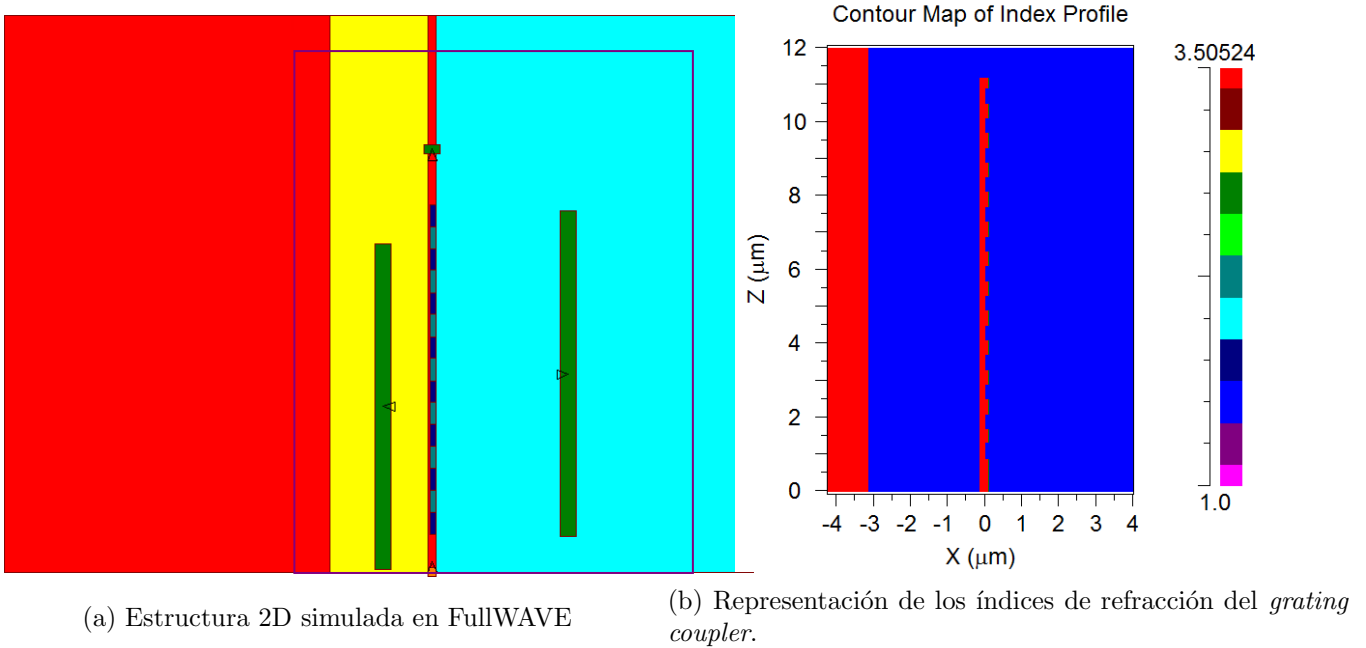 Contour Map of Index Profile
3.50524
12
10
8
6
4
2
0
Z (μm)
-4 -3 -2 -1 0 1 2 3 4
X (μm)
1.0
(a) Estructura 2D simulada en FullWAVE
(b) Representación de los índices de refracción del grating
coupler.